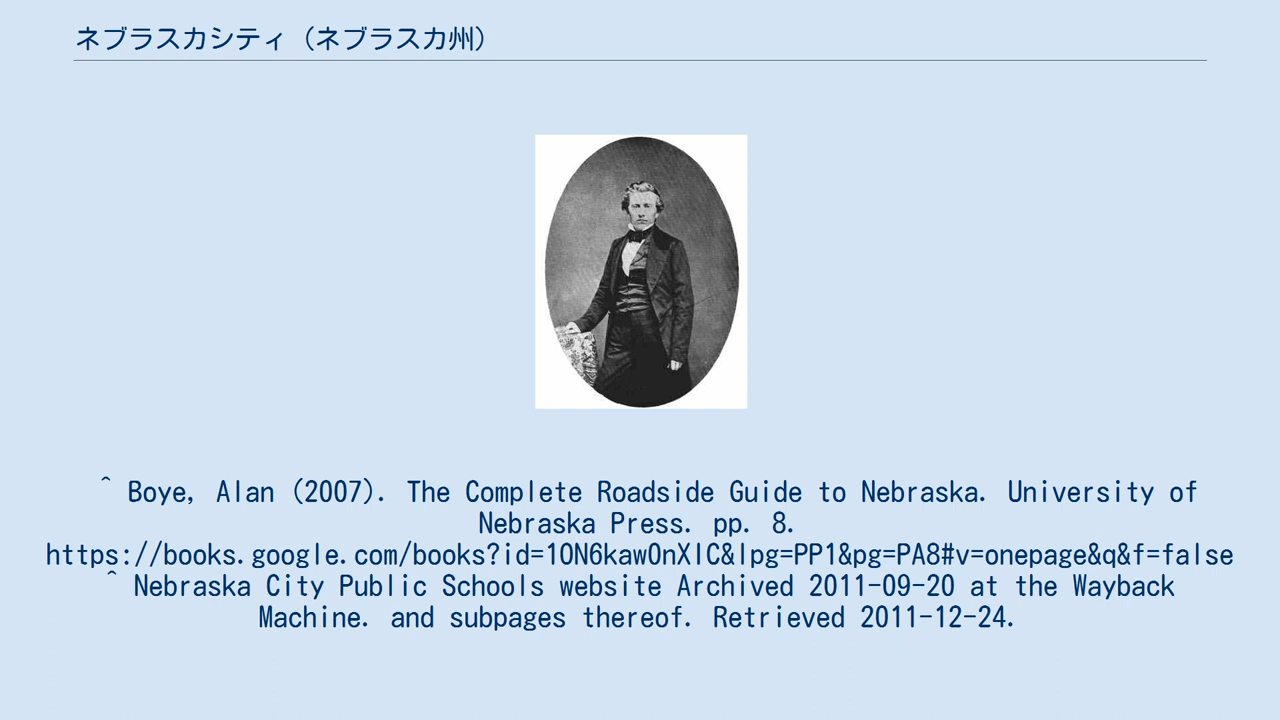 ネブラスカシティ（ネブラスカ州）
^ Boye, Alan (2007). The Complete Roadside Guide to Nebraska. University of
Nebraska Press. pp. 8.
https://books.google.com/books?id=1ON6kawOnXIC&lpg=PP1&pg=PA8#v=onepage&q&f=false
^ Nebraska City Public Schools website Archived 2011-09-20 at the Wayback
Machine. and subpages thereof. Retrieved 2011-12-24.